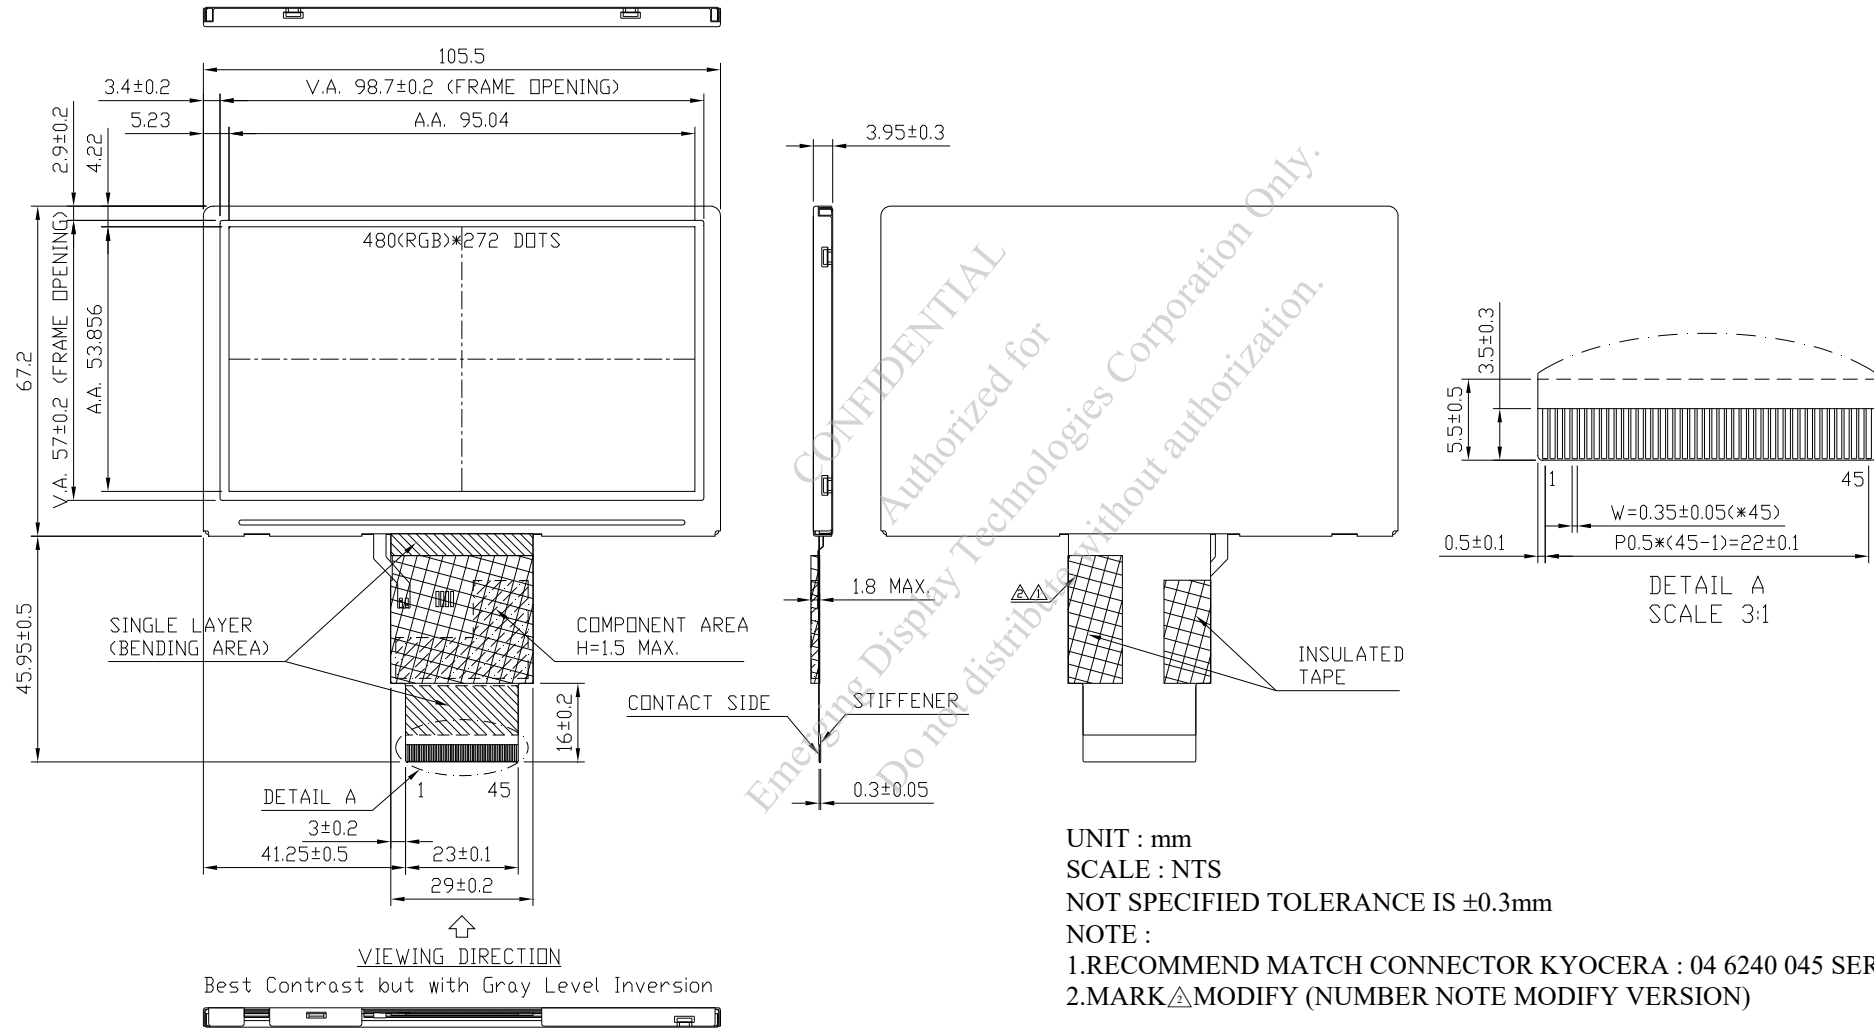 105.5
3.4±0.2
V.A. 98.7±0.2 (FRAME OPENING)
5.23
A.A. 95.04
2.9±0.2
4.22
67.2
V.A. 57±0.2 (FRAME OPENING)
A.A. 53.856
480(RGB)*272 DOTS
3.95±0.3
CONFIDENTIAL
Authorized for
Emerging Display Technologies Corporation Only.
Do not distribute without authorization.
3.5±0.3
5.5±0.5
1
45
W=0.35±0.05(*45)
0.5±0.1
P0.5*(45-1)=22±0.1
DETAIL A
SCALE 3:1
45.95±0.5
SINGLE LAYER
(BENDING AREA)
COMPONENT AREA
H=1.5 MAX.
1.8 MAX.
2 1
INSULATED
TAPE
CONTACT SIDE
STIFFENER
16±0.2
DETAIL A
1
45
0.3±0.05
3±0.2
41.25±0.5
23±0.1
29±0.2
VIEWING DIRECTION
Best Contrast but with Gray Level Inversion
UNIT : mm
SCALE : NTS
NOT SPECIFIED TOLERANCE IS ±0.3mm
NOTE :
1.RECOMMEND MATCH CONNECTOR KYOCERA : 04 6240 045 SER
2.MARK△2MODIFY (NUMBER NOTE MODIFY VERSION)